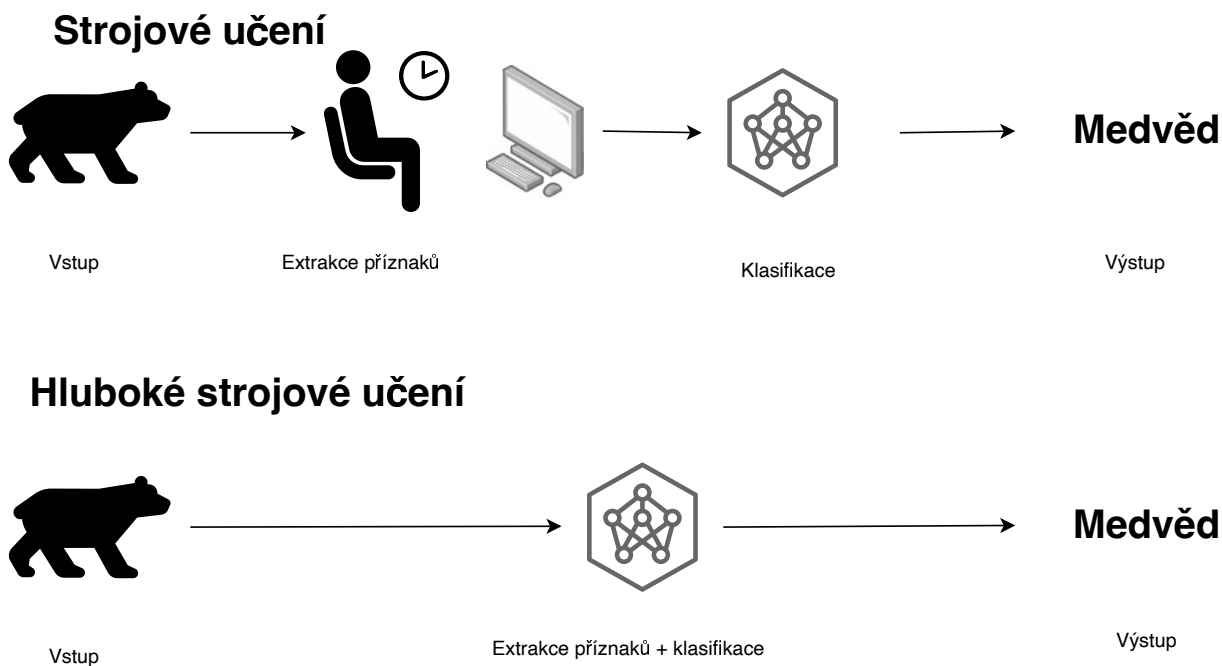 Strojové učení
Medvěd
Vstup
Extrakce příznaků
Klasifikace
Výstup
Hluboké strojové učení
Medvěd
Vstup
Extrakce příznaků + klasifikace
Výstup